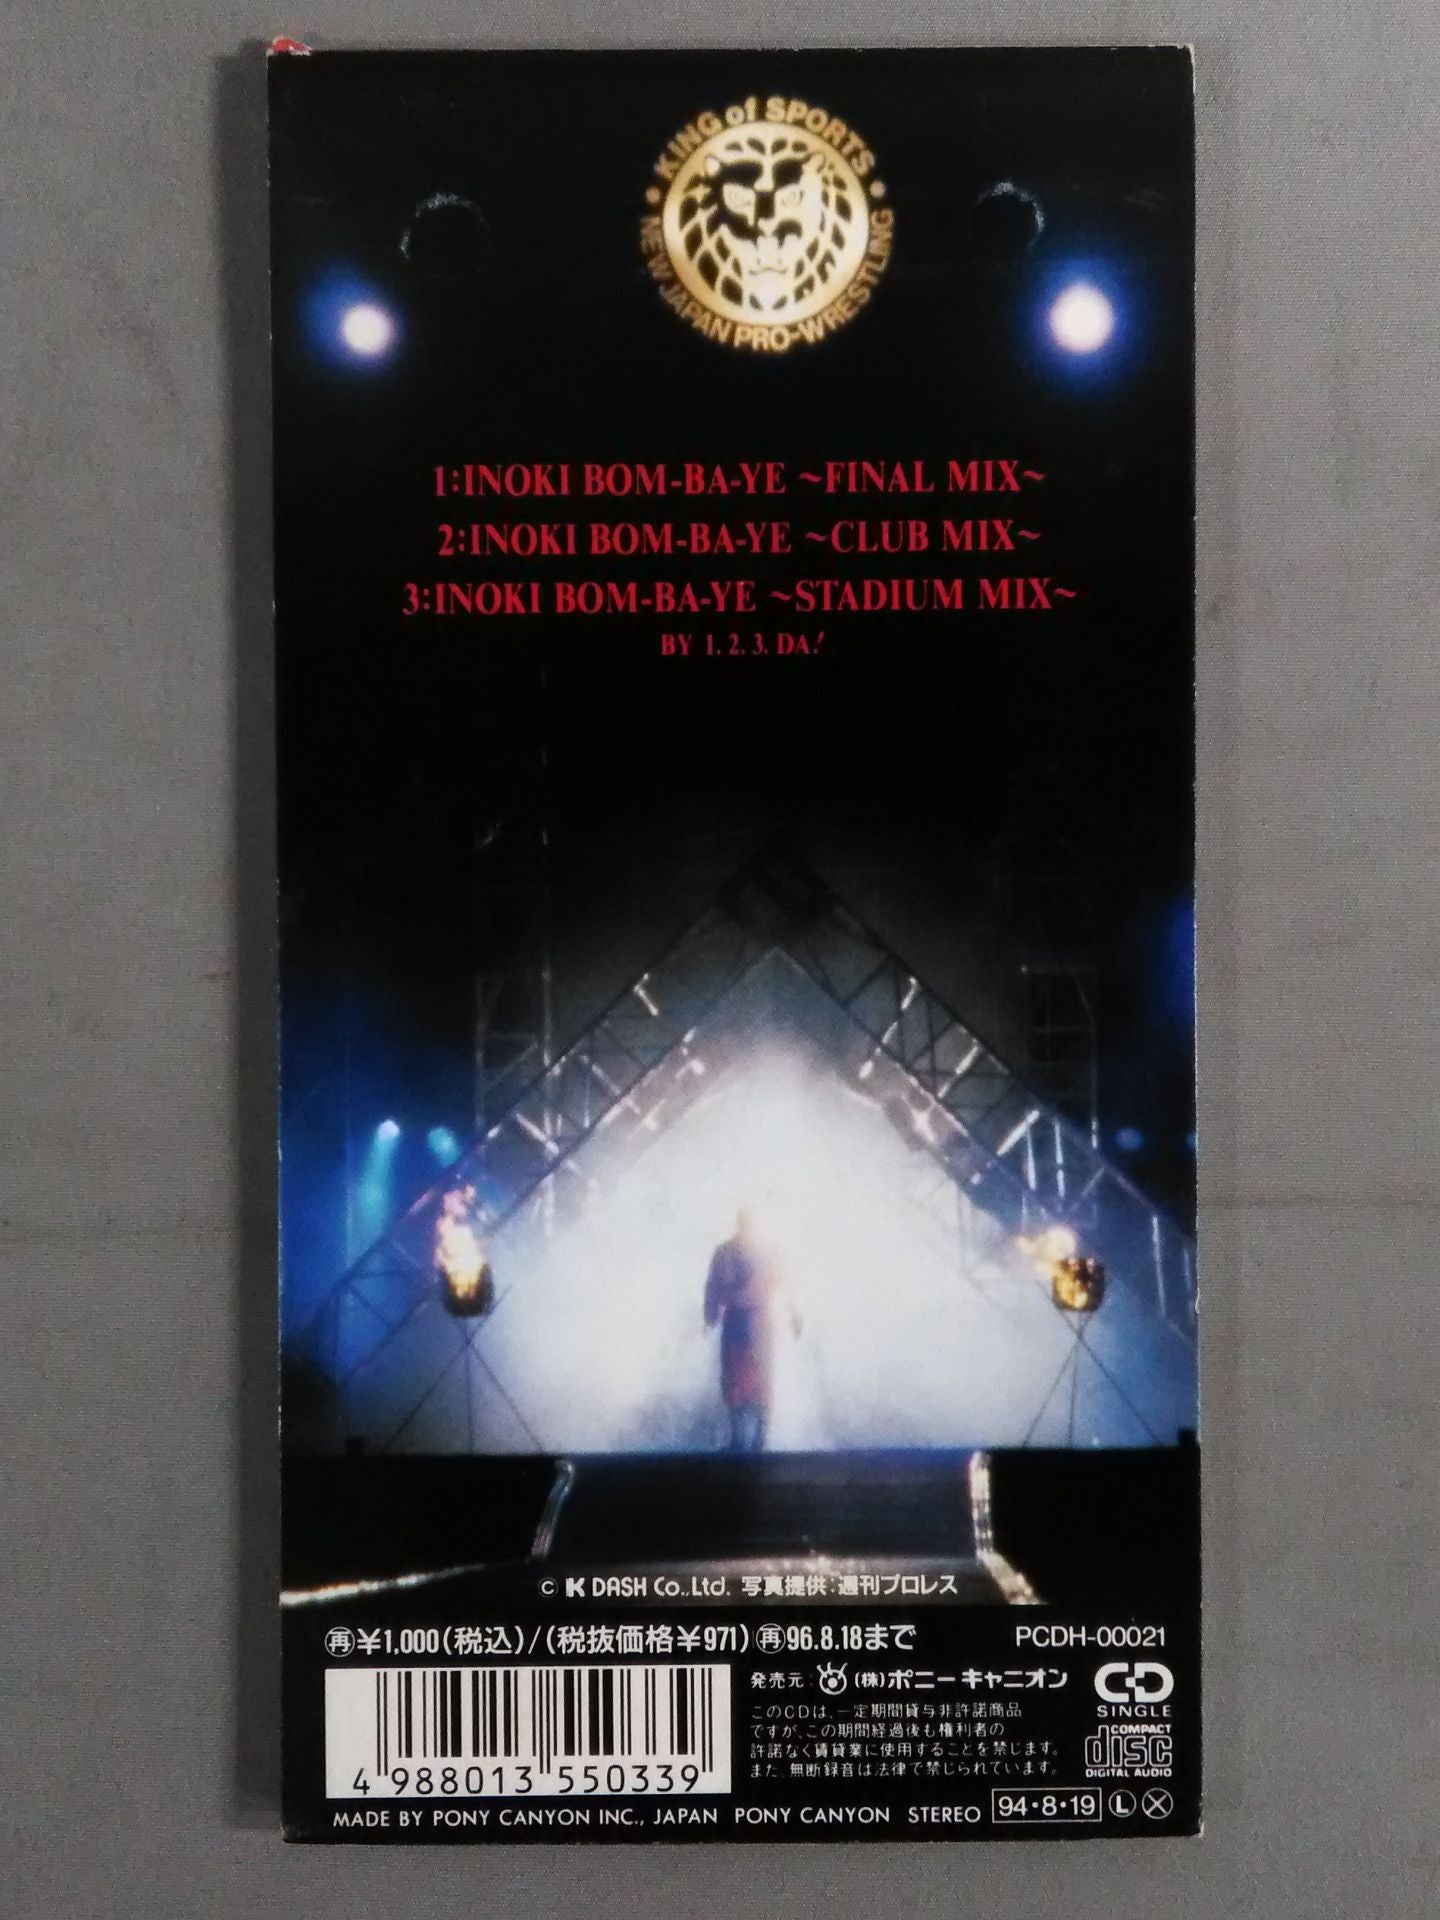 KING of SPORTS
NEW JAPAN PRO-WRESTLING
1:INOKI BOM-BA-YE ~FINAL MIX~
2:INOKI BOM-BA-YE ~CLUB MIX~
3:INOKI BOM-BA-YE ~STADIUM MIX~
BY 1. 2. 3. DA!
© K DASH Co.,Ltd. 写真提供:週刊プロレス
再¥1,000(税込)/(税抜価格¥971) 再96.8.18まで PCDH-00021
発売元: (株)ポニーキャニオン
CD SINGLE
このCDは、一定期間貸与非許諾商品
ですが、この期間経過後も権利者の
許諾なく賃貸業に使用することを禁じます。
また、無断録音は法律で禁じられています。
COMPACT disc DIGITAL AUDIO
4 988013 550339
MADE BY PONY CANYON INC., JAPAN PONY CANYON STEREO 94・8・19 L X